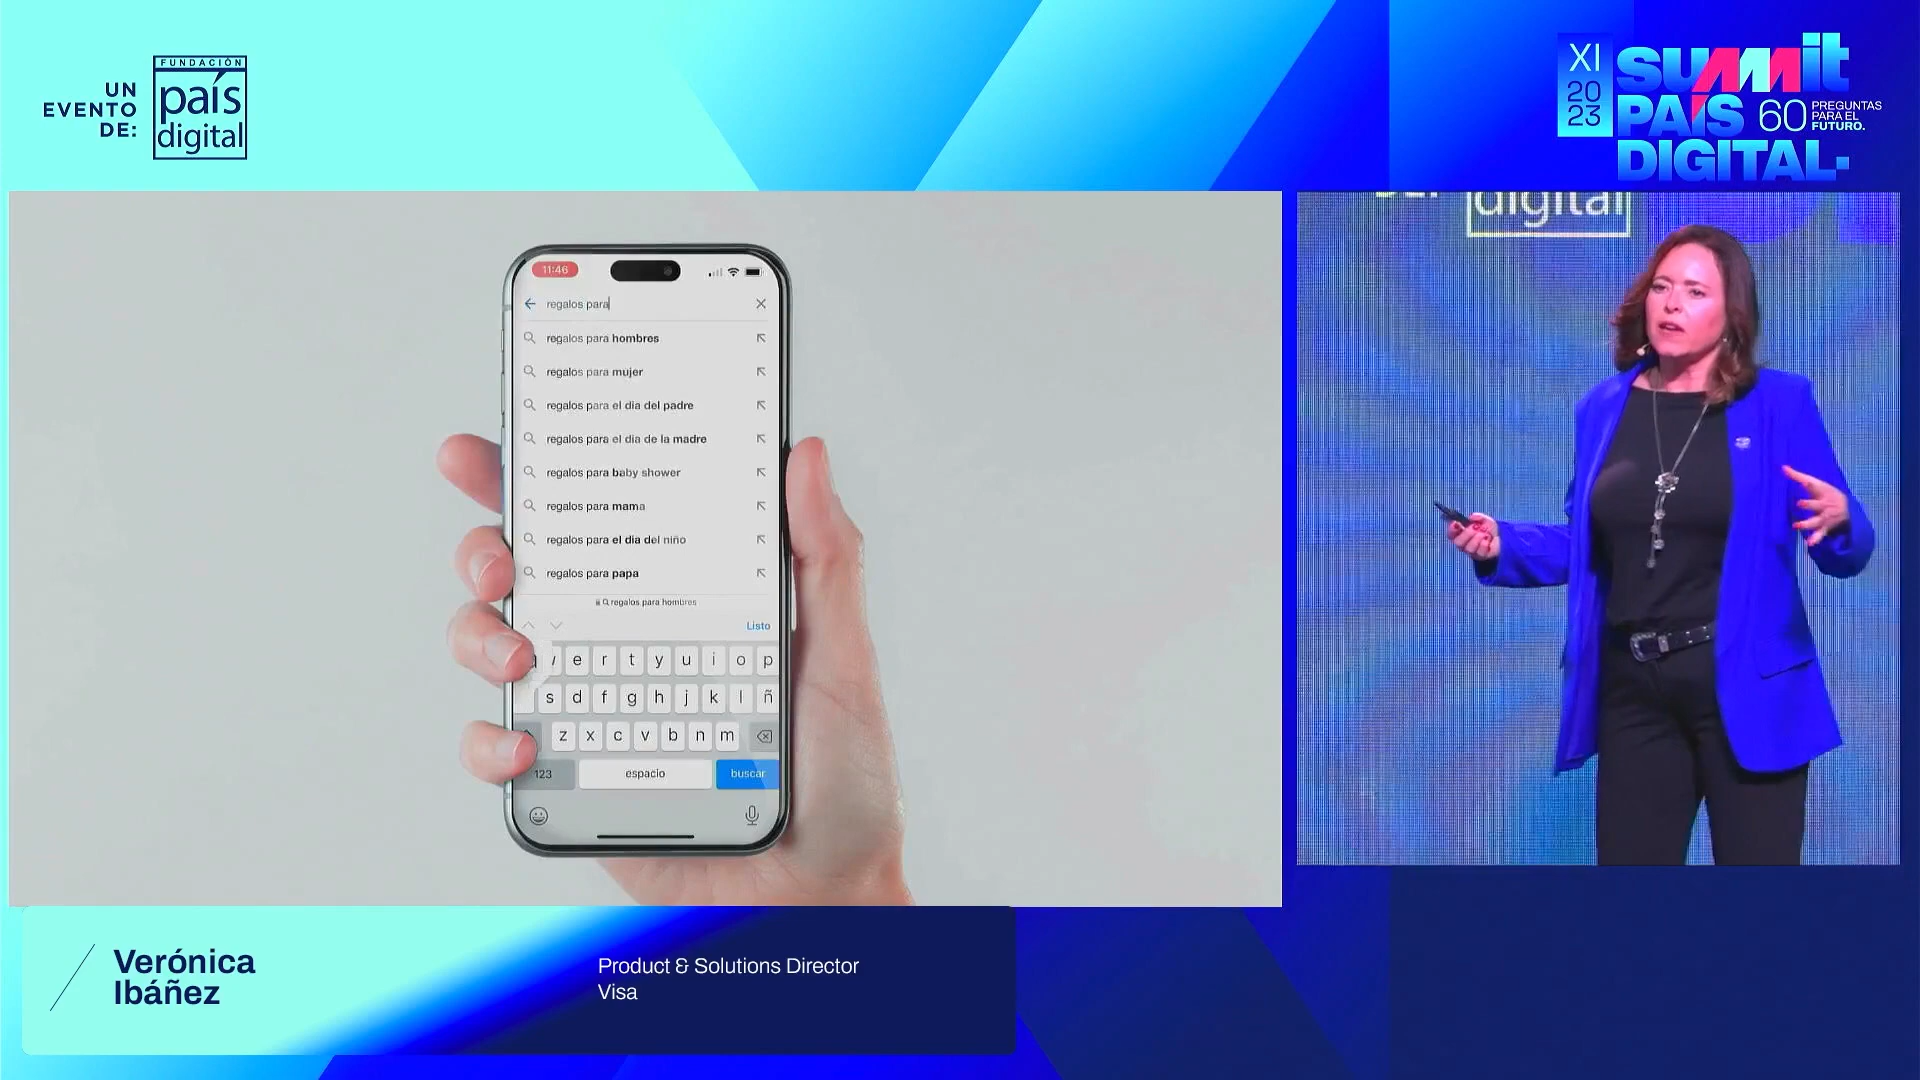 UN
EVENTO
DE:
FUNDACIÓN
país
digital
XI
2023
summit
PAÍS
DIGITAL
60
PREGUNTAS
PARA EL
FUTURO.
11:46
regalos para
regalos para hombres
regalos para mujer
regalos para el dia del padre
regalos para el dia de la madre
regalos para baby shower
regalos para mama
regalos para el dia del niño
regalos para papa
regalos para hombres
Listo
e r t y u i o p
s d f g h j k l ñ
z x c v b n m
123 espacio buscar
digital
Verónica
Ibáñez
Product & Solutions Director
Visa